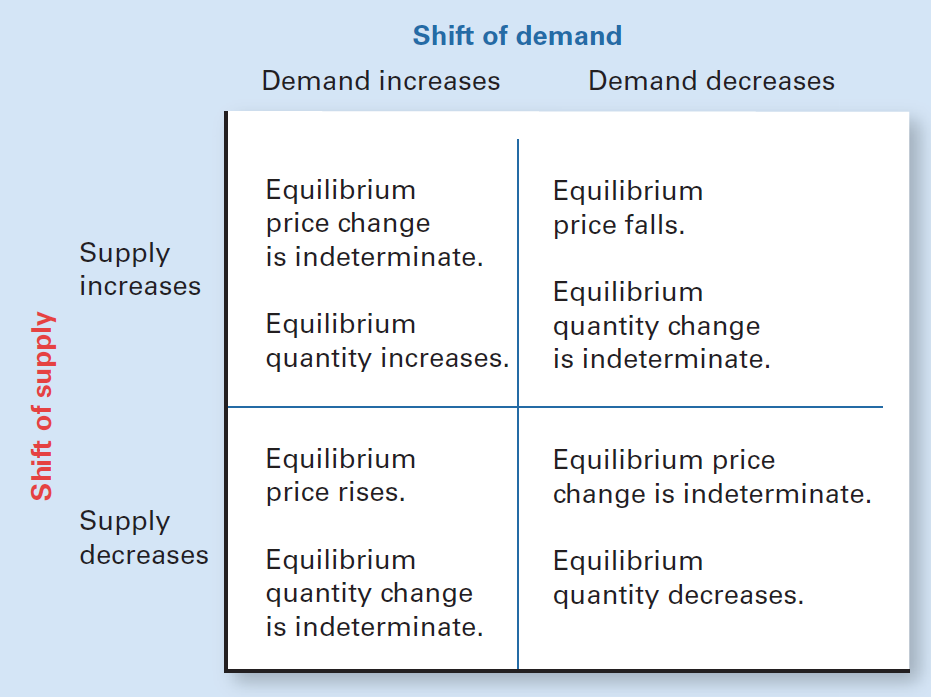 Shift of demand
Demand increases
Demand decreases
Shift of supply
Supply
increases
Equilibrium
price change
is indeterminate.
Equilibrium
quantity increases.
Equilibrium
price falls.
Equilibrium
quantity change
is indeterminate.
Supply
decreases
Equilibrium
price rises.
Equilibrium
quantity change
is indeterminate.
Equilibrium price
change is indeterminate.
Equilibrium
quantity decreases.